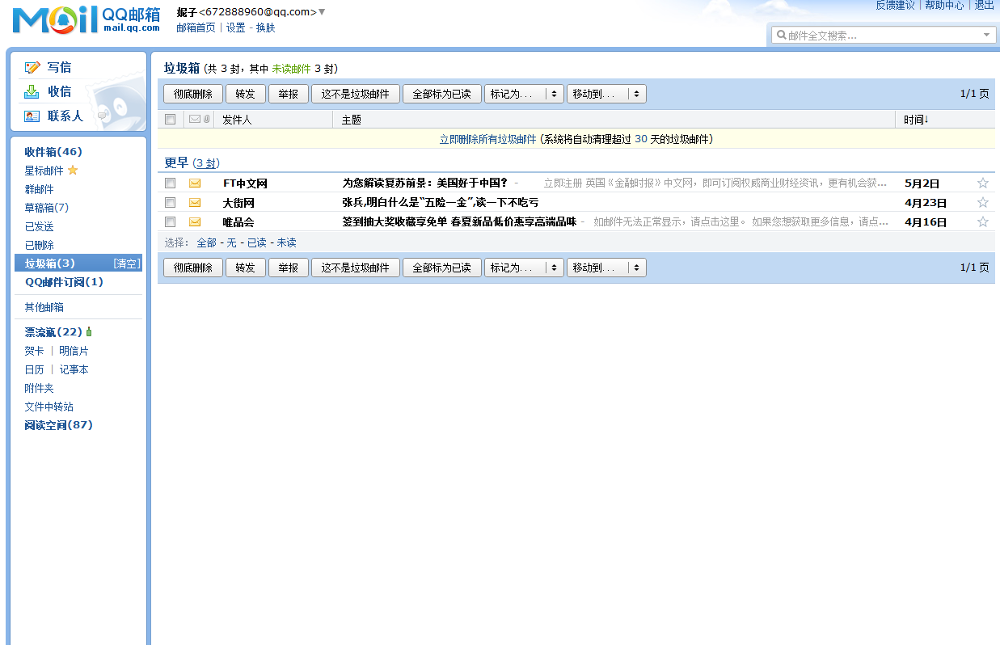 Mail QQ邮箱 mail.qq.com
妮子<672888960@qq.com>
邮箱首页 | 设置 - 换肤
反馈建议 | 帮助中心 | 退出
邮件全文搜索...
写信
收信
联系人
收件箱(46)
星标邮件
群邮件
草稿箱(7)
已发送
已删除
垃圾箱(3) [清空]
QQ邮件订阅(1)
其他邮箱
漂流瓶(22)
贺卡 | 明信片
日历 | 记事本
附件夹
文件中转站
阅读空间(87)
垃圾箱 (共 3 封，其中 未读邮件 3 封)
彻底删除 转发 举报 这不是垃圾邮件 全部标为已读 标记为... 移动到... 1/1 页
发件人 主题 时间↓
立即删除所有垃圾邮件 (系统将自动清理超过 30 天的垃圾邮件)
更早 (3 封)
FT中文网 为您解读复苏前景：美国好于中国？ - 立即注册 英国《金融时报》中文网，即可订阅权威商业财经资讯，更有机会获... 5月2日
大街网 张兵,明白什么是“五险一金”,读一下不吃亏 4月23日
唯品会 签到抽大奖收藏享免单 春夏新品低价惠享高端品味 - 如邮件无法正常显示，请点击这里。 如果您想获取更多信息，请点... 4月16日
选择： 全部 - 无 - 已读 - 未读
彻底删除 转发 举报 这不是垃圾邮件 全部标为已读 标记为... 移动到... 1/1 页